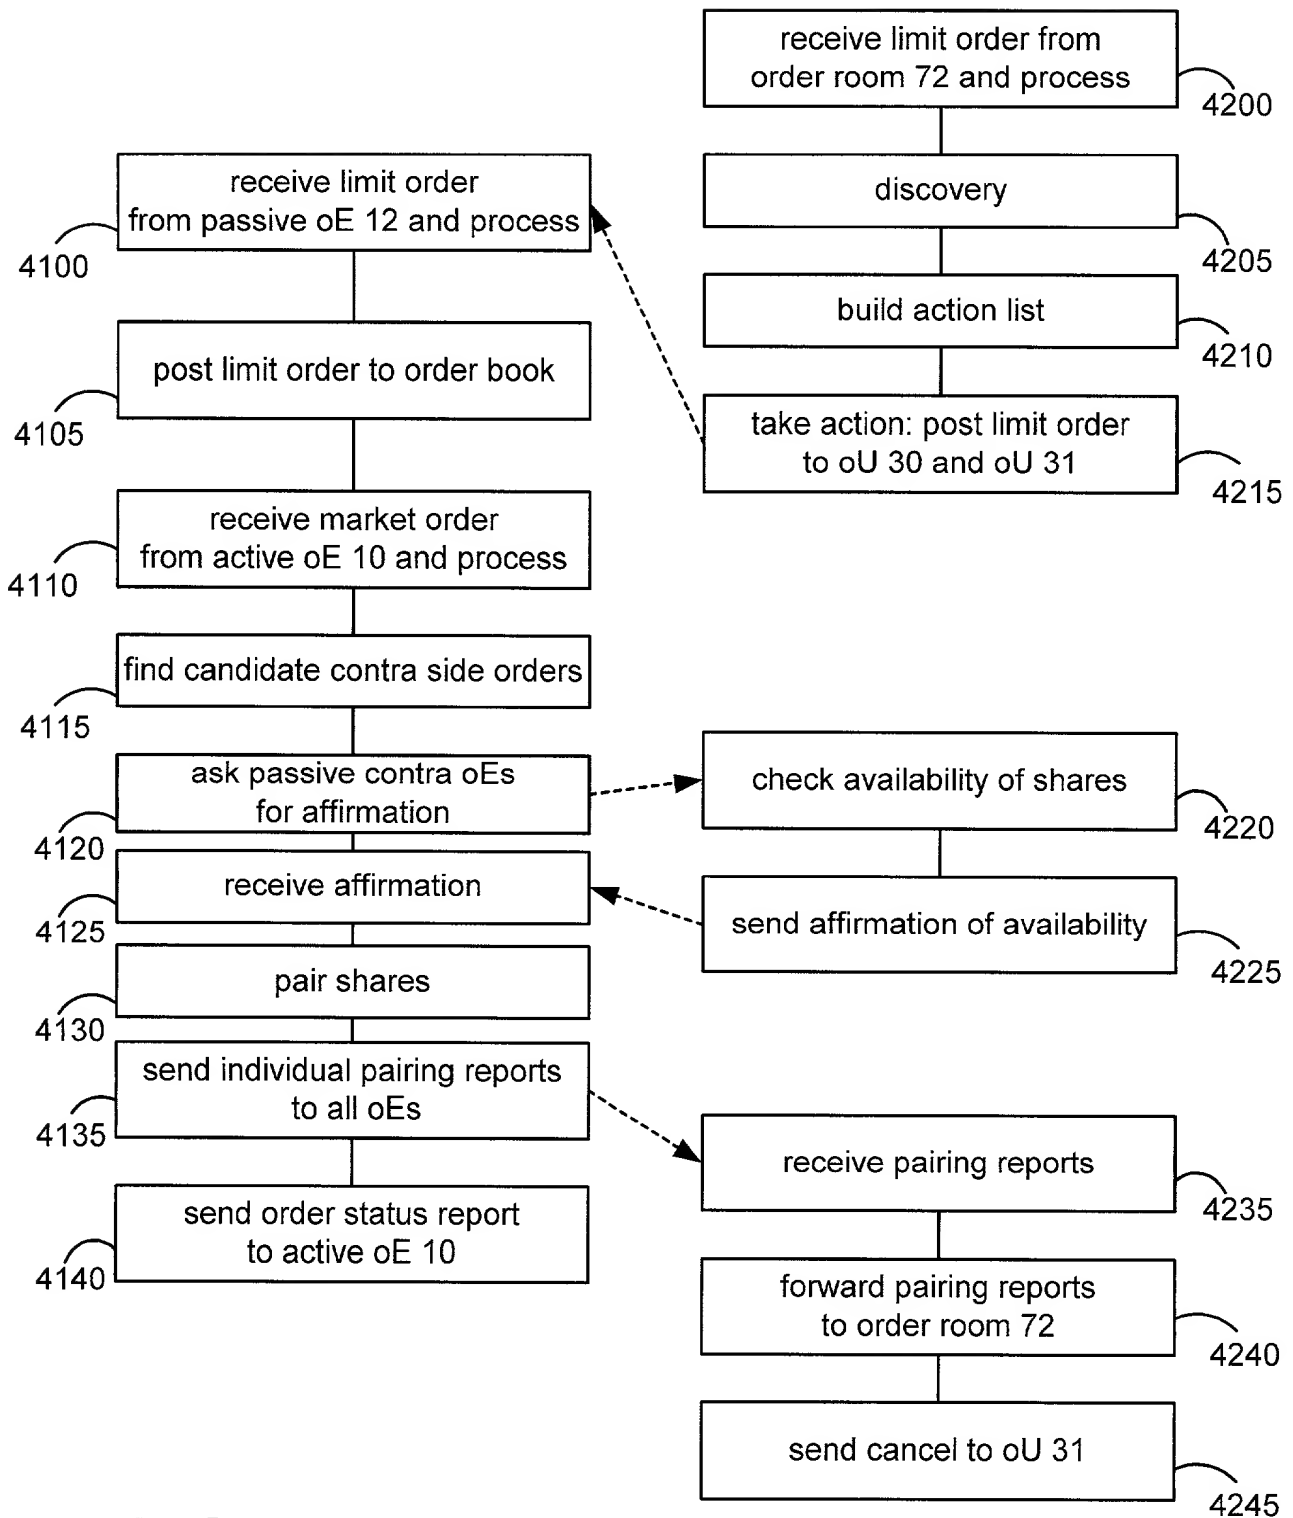 receive limit order from
order room 72 and process
4200
discovery
4205
build action list
4210
take action: post limit order
to oU 30 and oU 31
4215
receive limit order
from passive oE 12 and process
4100
post limit order to order book
4105
receive market order
from active oE 10 and process
4110
find candidate contra side orders
4115
ask passive contra oEs
for affirmation
4120
check availability of shares
4220
receive affirmation
4125
send affirmation of availability
4225
pair shares
4130
send individual pairing reports
to all oEs
4135
receive pairing reports
4235
send order status report
to active oE 10
4140
forward pairing reports
to order room 72
4240
send cancel to oU 31
4245